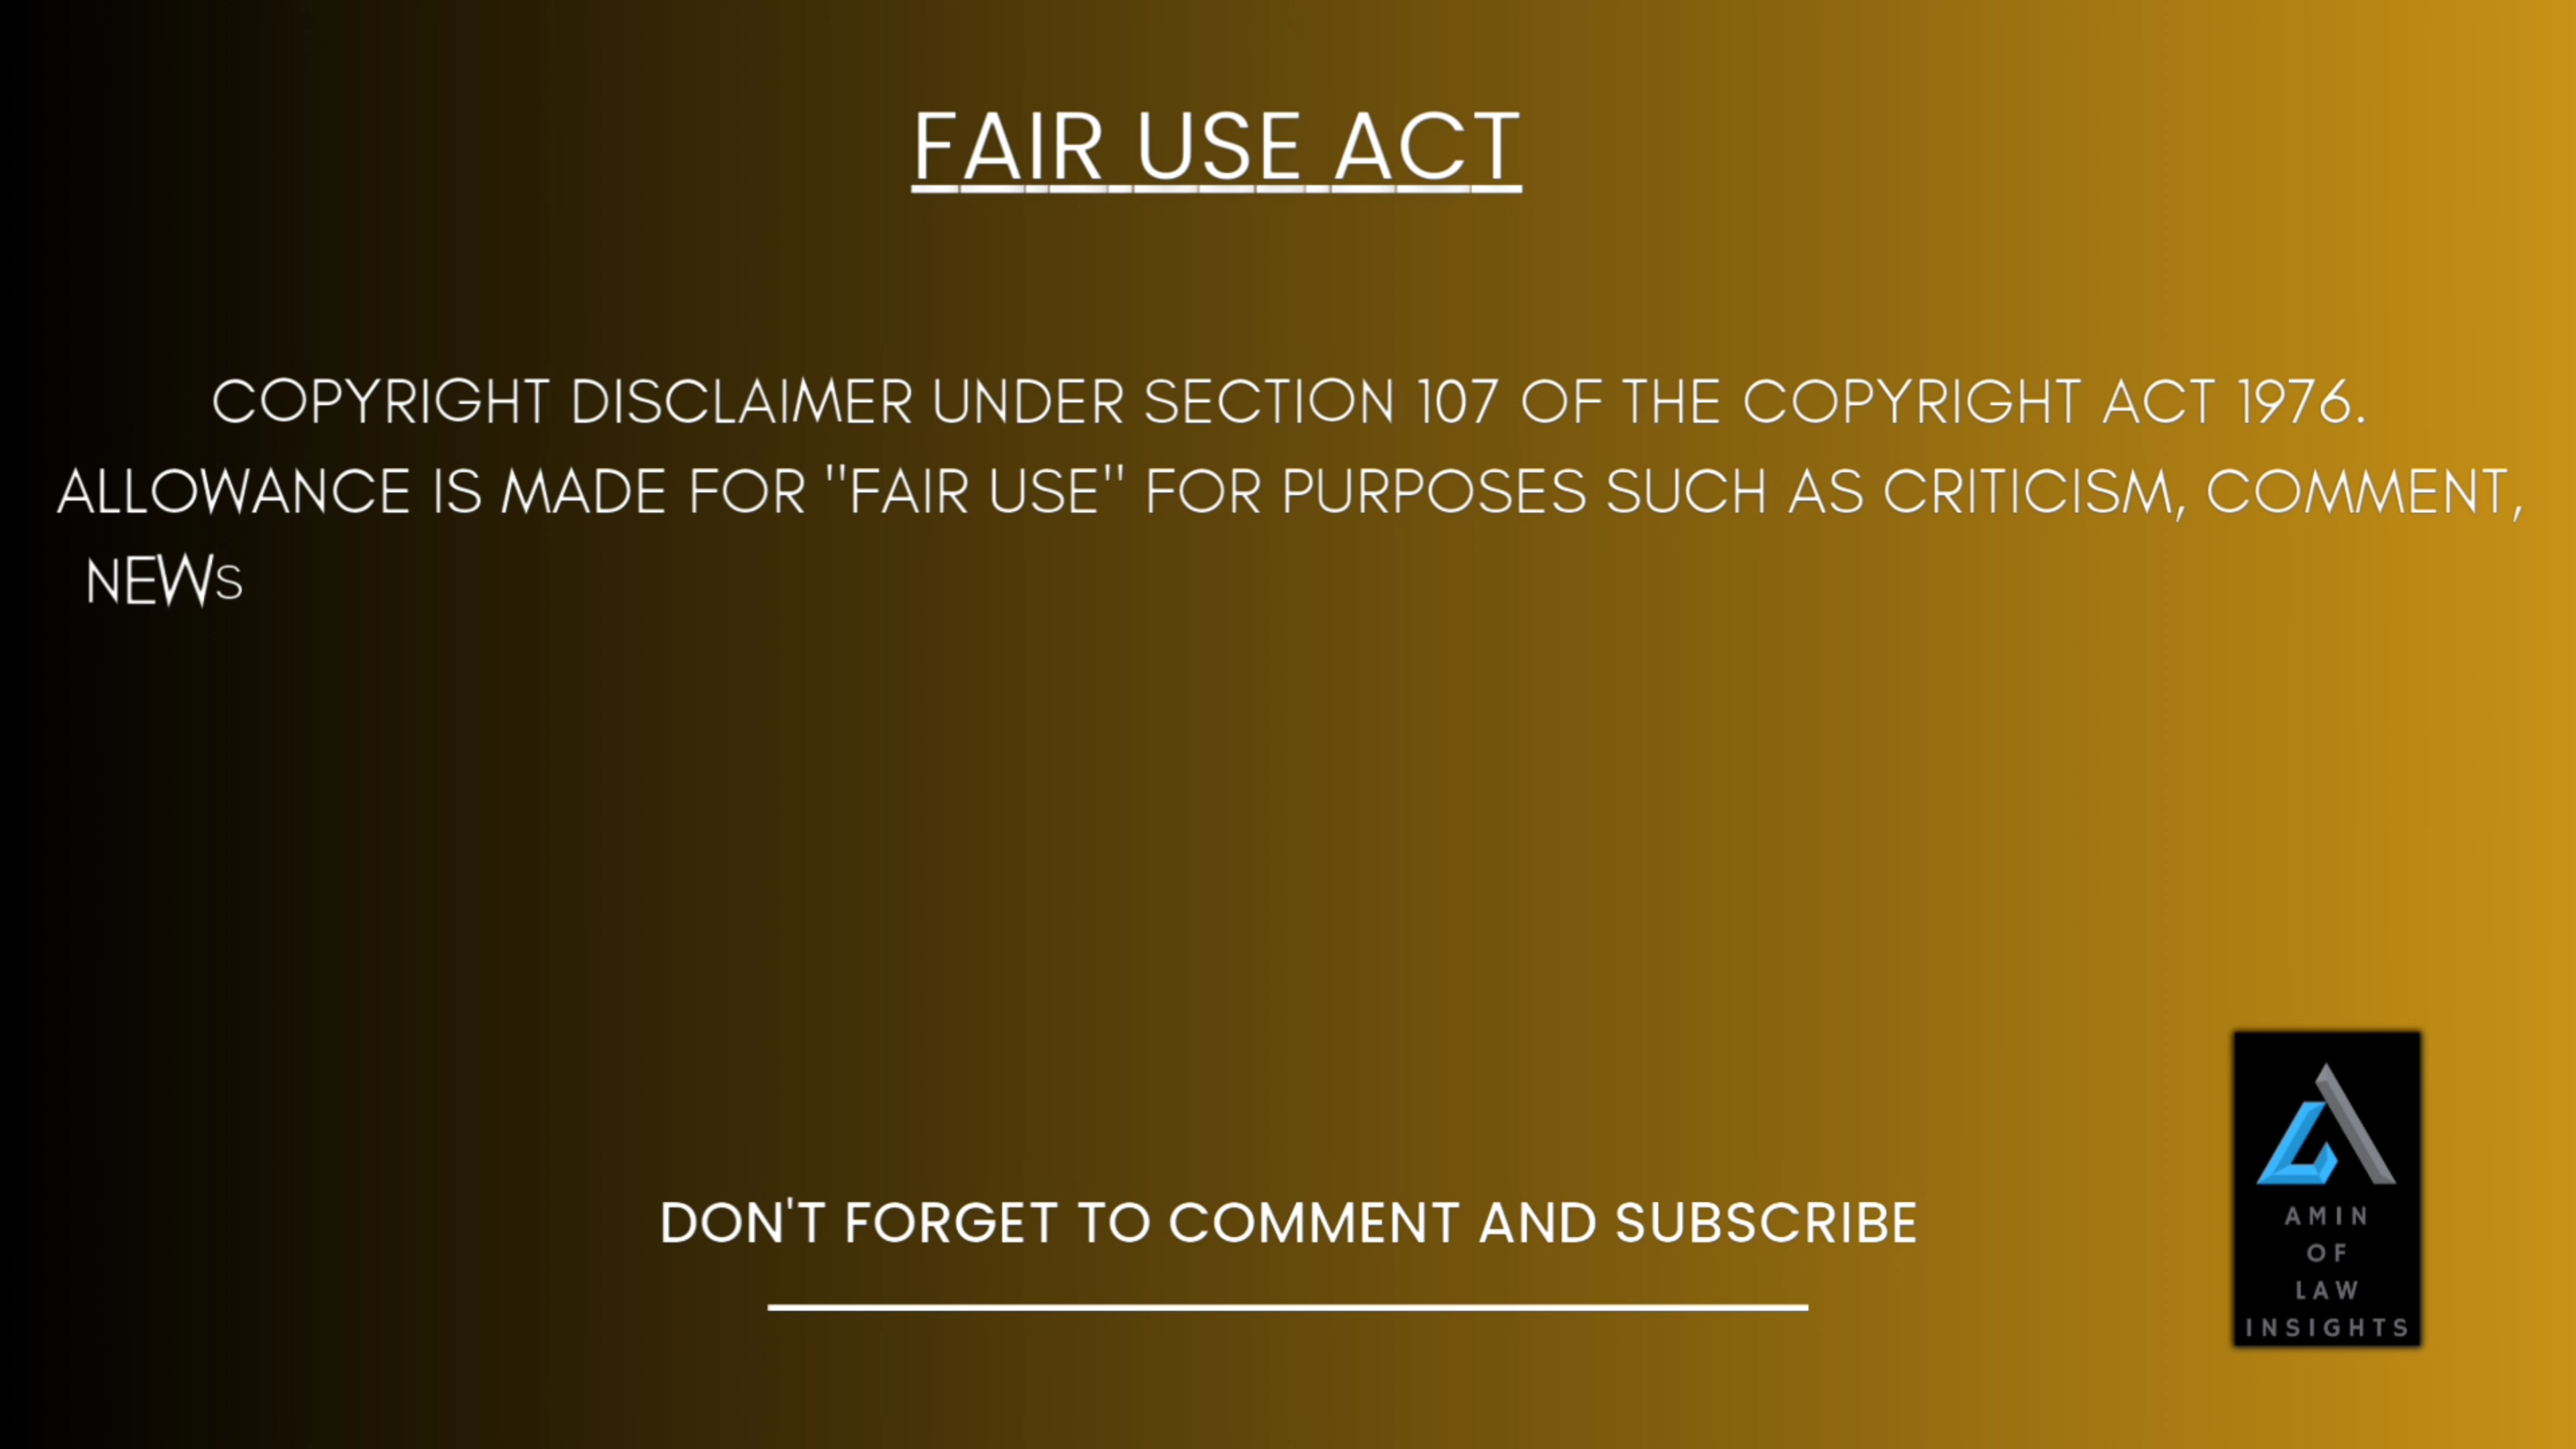 FAIR USE ACT
COPYRIGHT DISCLAIMER UNDER SECTION 107 OF THE COPYRIGHT ACT 1976.
ALLOWANCE IS MADE FOR "FAIR USE" FOR PURPOSES SUCH AS CRITICISM, COMMENT,
NEWS
DON'T FORGET TO COMMENT AND SUBSCRIBE
AMIN
OF
LAW
INSIGHTS